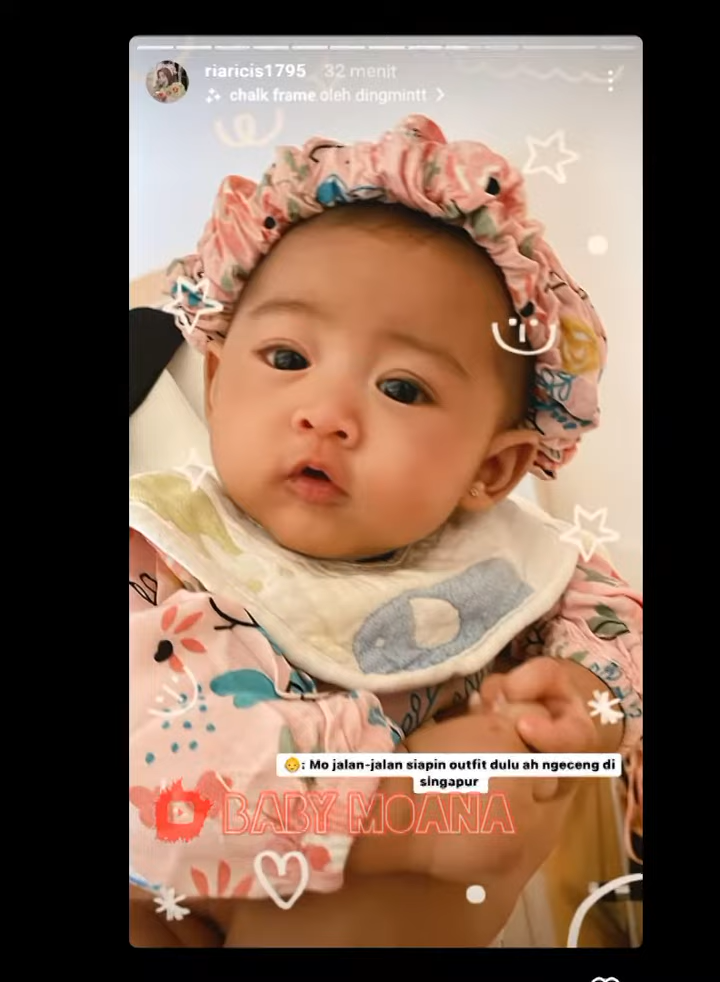 riaricis1795 32 menit
chalk frame oleh dingmintt
: Mo jalan-jalan siapin outfit dulu ah ngeceng di
singapur
BABY MOANA